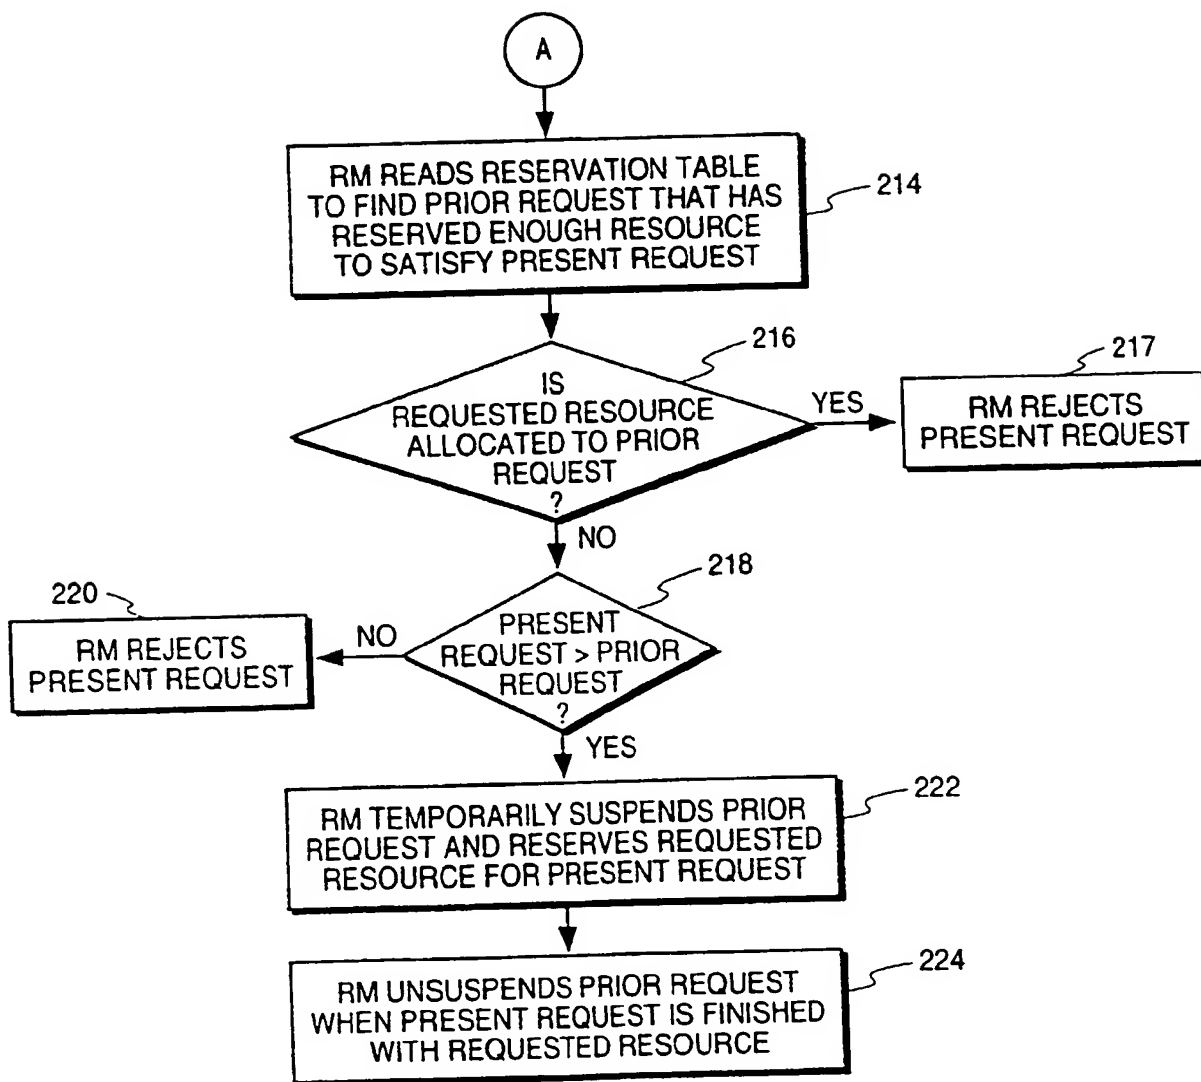 A
RM READS RESERVATION TABLE
TO FIND PRIOR REQUEST THAT HAS
RESERVED ENOUGH RESOURCE
TO SATISFY PRESENT REQUEST
214
216
IS
REQUESTED RESOURCE
ALLOCATED TO PRIOR
REQUEST
?
YES
217
RM REJECTS
PRESENT REQUEST
NO
218
PRESENT
REQUEST > PRIOR
REQUEST
?
NO
220
RM REJECTS
PRESENT REQUEST
YES
222
RM TEMPORARILY SUSPENDS PRIOR
REQUEST AND RESERVES REQUESTED
RESOURCE FOR PRESENT REQUEST
224
RM UNSUSPENDS PRIOR REQUEST
WHEN PRESENT REQUEST IS FINISHED
WITH REQUESTED RESOURCE